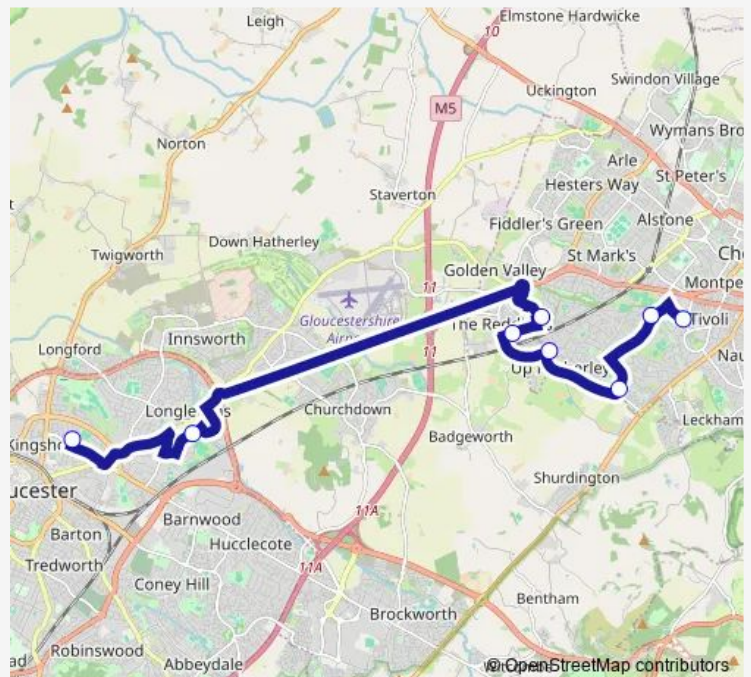 Leigh
Elmstone Hardwicke
10
Uckington
Swindon Village
M5
Wymans Bro
Norton
Arle
St Peter's
Hesters Way
Staverton
Fiddler's Green
Alstone
Down Hatherley
St Mark's
Twigworth
Golden Valley
Montpe
11
Gloucestershire
Tivoli
Innsworth
Longford
11
Churchdown
Leckham
Badgeworth
Shurdington
ucester
11A
Barton
Barnwood
Hucclecote
Tredworth
11A
Coney Hill
Bentham
Brockworth
Robinswood
Abbeydale
© OpenStreetMap contributors